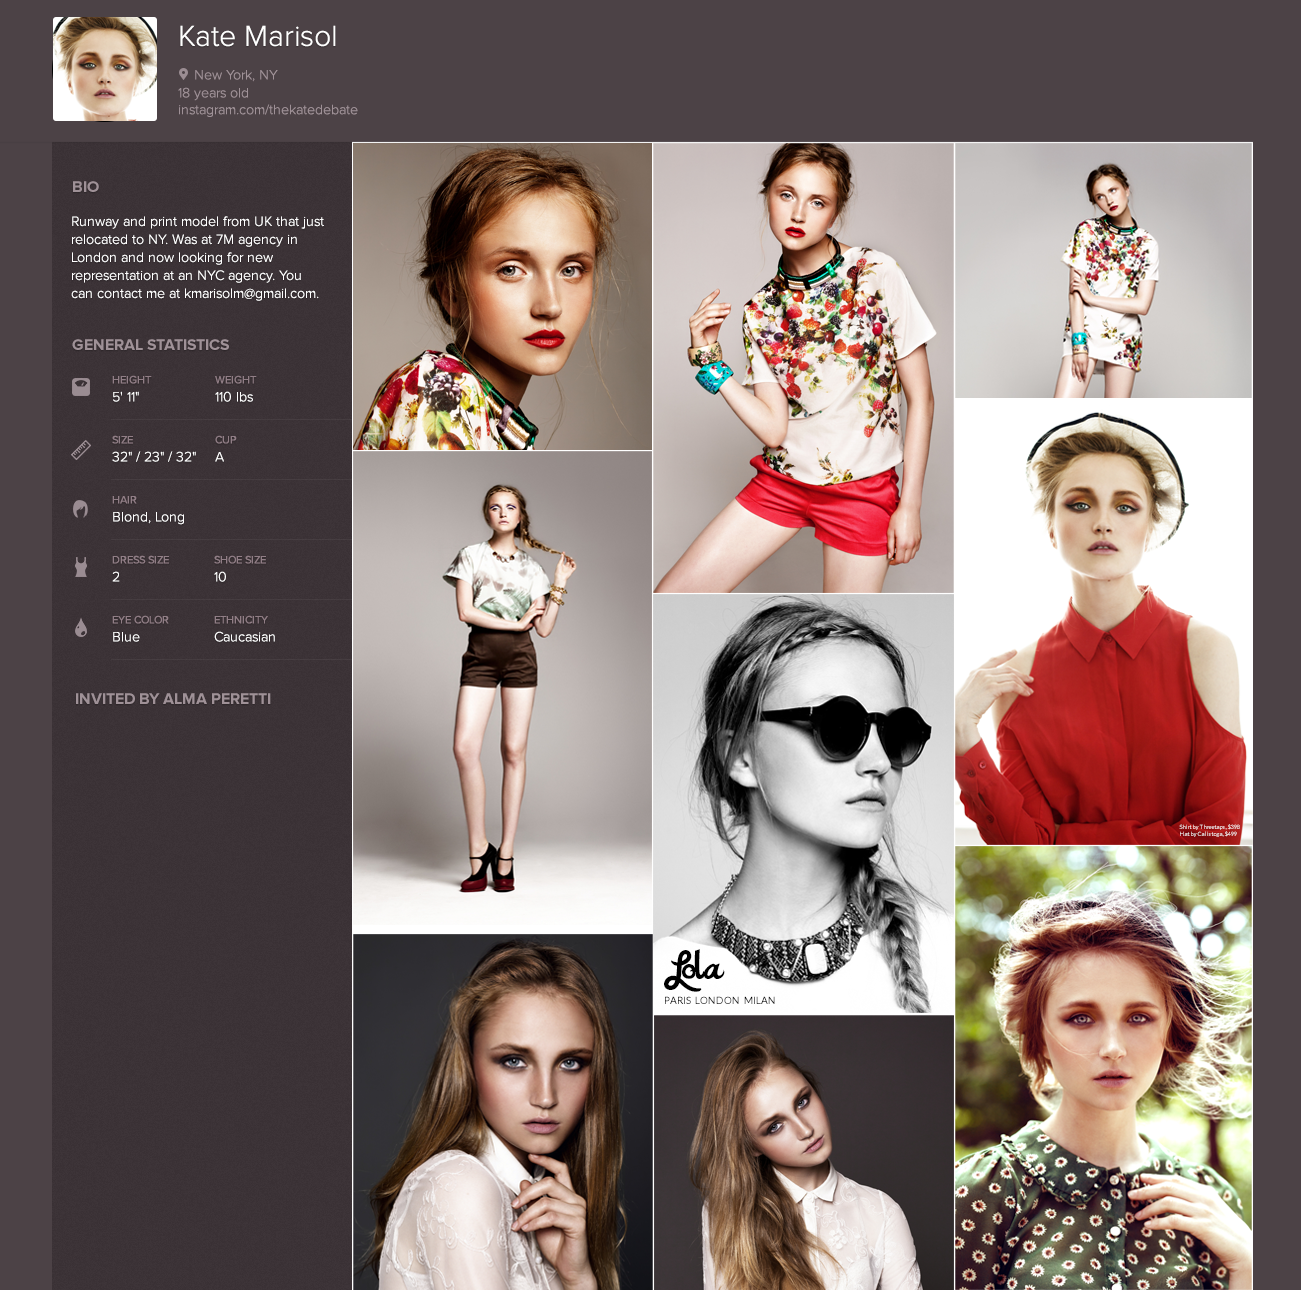 Kate Marisol
New York, NY
18 years old
instagram.com/thekatedebate
BIO
Runway and print model from UK that just
relocated to NY. Was at 7M agency in
London and now looking for new
representation at an NYC agency. You
can contact me at kmarisolm@gmail.com.
GENERAL STATISTICS
HEIGHT WEIGHT
5' 11" 110 lbs
SIZE CUP
32" / 23" / 32" A
HAIR
Blond, Long
DRESS SIZE SHOE SIZE
2 10
EYE COLOR ETHNICITY
Blue Caucasian
INVITED BY ALMA PERETTI
Lola
PARIS LONDON MILAN
Shirt by Threetaps, $398
Hat by $499